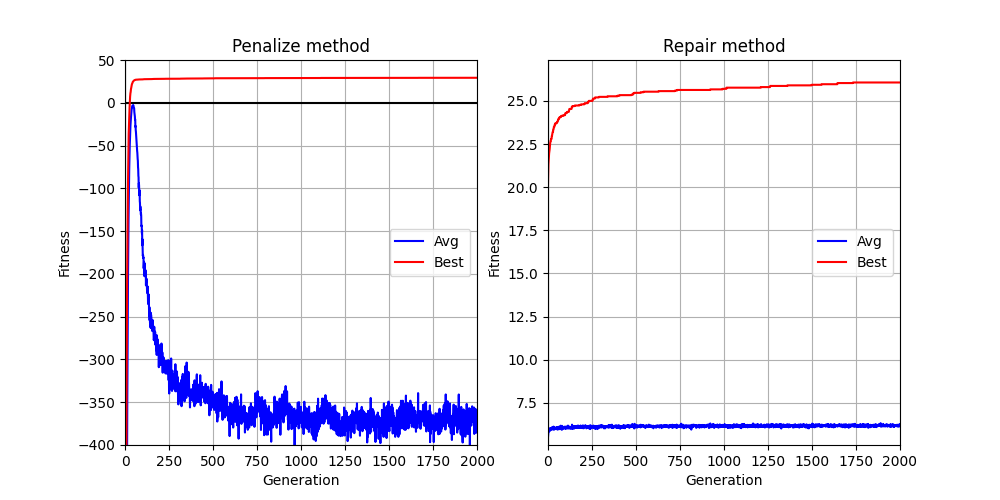 Penalize method
Fitness
50
0
−50
−100
−150
−200
−250
−300
−350
−400
0 250 500 750 1000 1250 1500 1750 2000
Generation
Avg
Best
Repair method
Fitness
25.0
22.5
20.0
17.5
15.0
12.5
10.0
7.5
0 250 500 750 1000 1250 1500 1750 2000
Generation
Avg
Best